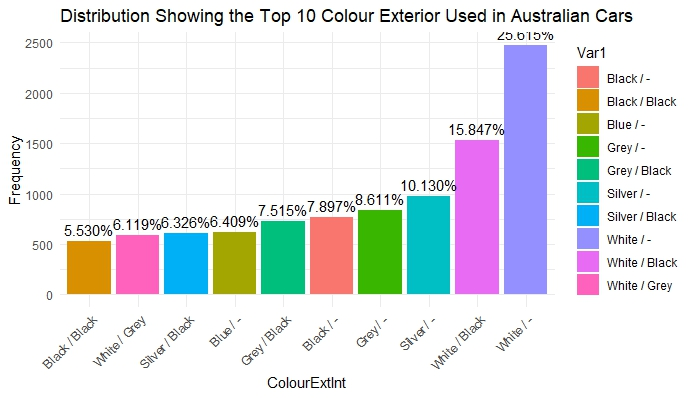 Distribution Showing the Top 10 Colour Exterior Used in Australian Cars
Frequency
2500
2000
1500
1000
500
0
5.530%
6.119%
6.326%
6.409%
7.515%
7.897%
8.611%
10.130%
15.847%
25.615%
Black / Black
White / Grey
Silver / Black
Blue / -
Grey / Black
Black / -
Grey / -
Silver / -
White / Black
White / -
ColourExtInt
Var1
Black / -
Black / Black
Blue / -
Grey / -
Grey / Black
Silver / -
Silver / Black
White / -
White / Black
White / Grey